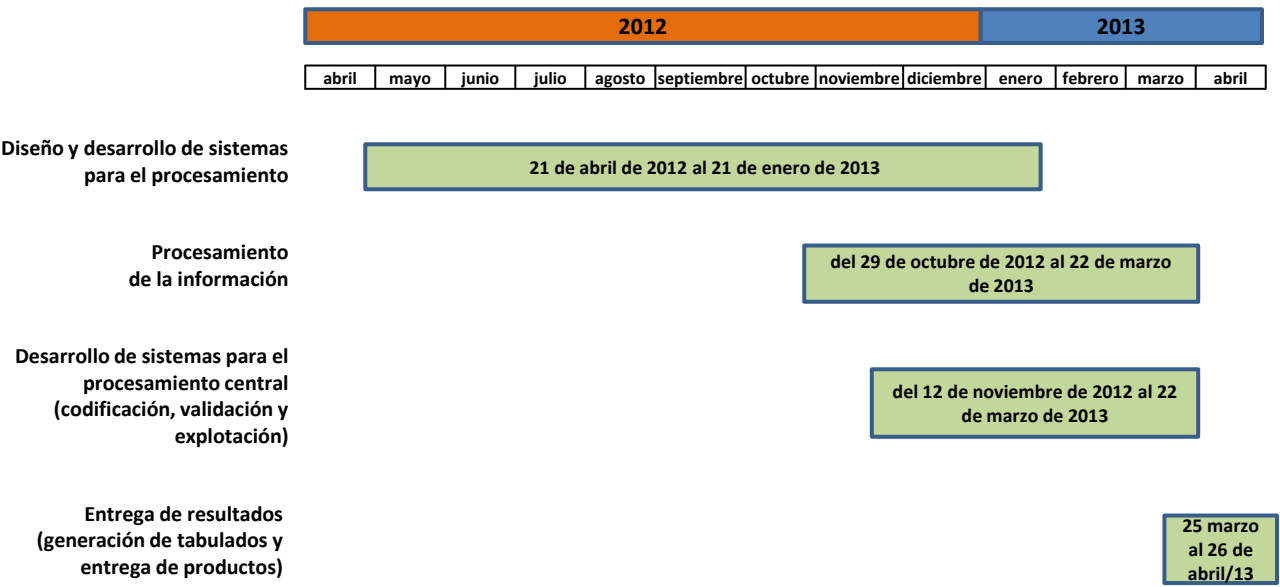 2012 2013
abril mayo junio julio agosto septiembre octubre noviembre diciembre enero febrero marzo abril
Diseño y desarrollo de sistemas
para el procesamiento
21 de abril de 2012 al 21 de enero de 2013
Procesamiento
de la información
del 29 de octubre de 2012 al 22 de marzo
de 2013
Desarrollo de sistemas para el
procesamiento central
(codificación, validación y
explotación)
del 12 de noviembre de 2012 al 22
de marzo de 2013
Entrega de resultados
(generación de tabulados y
entrega de productos)
25 marzo
al 26 de
abril/13